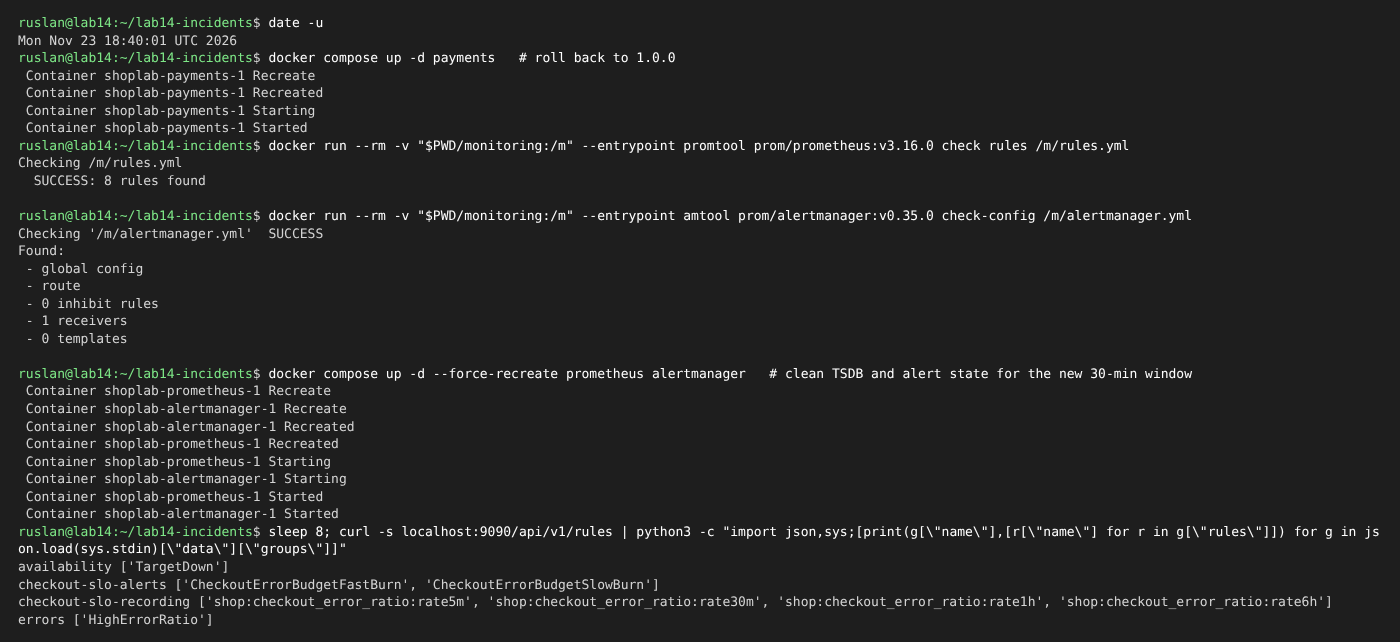 ruslan@lab14:~/lab14-incidents$ date -u
Mon Nov 23 18:40:01 UTC 2026
ruslan@lab14:~/lab14-incidents$ docker compose up -d payments   # roll back to 1.0.0
 Container shoplab-payments-1 Recreate
 Container shoplab-payments-1 Recreated
 Container shoplab-payments-1 Starting
 Container shoplab-payments-1 Started
ruslan@lab14:~/lab14-incidents$ docker run --rm -v "$PWD/monitoring:/m" --entrypoint promtool prom/prometheus:v3.16.0 check rules /m/rules.yml
Checking /m/rules.yml
  SUCCESS: 8 rules found

ruslan@lab14:~/lab14-incidents$ docker run --rm -v "$PWD/monitoring:/m" --entrypoint amtool prom/alertmanager:v0.35.0 check-config /m/alertmanager.yml
Checking '/m/alertmanager.yml'  SUCCESS
Found:
 - global config
 - route
 - 0 inhibit rules
 - 1 receivers
 - 0 templates

ruslan@lab14:~/lab14-incidents$ docker compose up -d --force-recreate prometheus alertmanager   # clean TSDB and alert state for the new 30-min window
 Container shoplab-prometheus-1 Recreate
 Container shoplab-alertmanager-1 Recreate
 Container shoplab-alertmanager-1 Recreated
 Container shoplab-prometheus-1 Recreated
 Container shoplab-prometheus-1 Starting
 Container shoplab-alertmanager-1 Starting
 Container shoplab-prometheus-1 Started
 Container shoplab-alertmanager-1 Started
ruslan@lab14:~/lab14-incidents$ sleep 8; curl -s localhost:9090/api/v1/rules | python3 -c "import json,sys;[print(g[\"name\"],[r[\"name\"] for r in g[\"rules\"]]) for g in js
on.load(sys.stdin)[\"data\"][\"groups\"]]"
availability ['TargetDown']
checkout-slo-alerts ['CheckoutErrorBudgetFastBurn', 'CheckoutErrorBudgetSlowBurn']
checkout-slo-recording ['shop:checkout_error_ratio:rate5m', 'shop:checkout_error_ratio:rate30m', 'shop:checkout_error_ratio:rate1h', 'shop:checkout_error_ratio:rate6h']
errors ['HighErrorRatio']